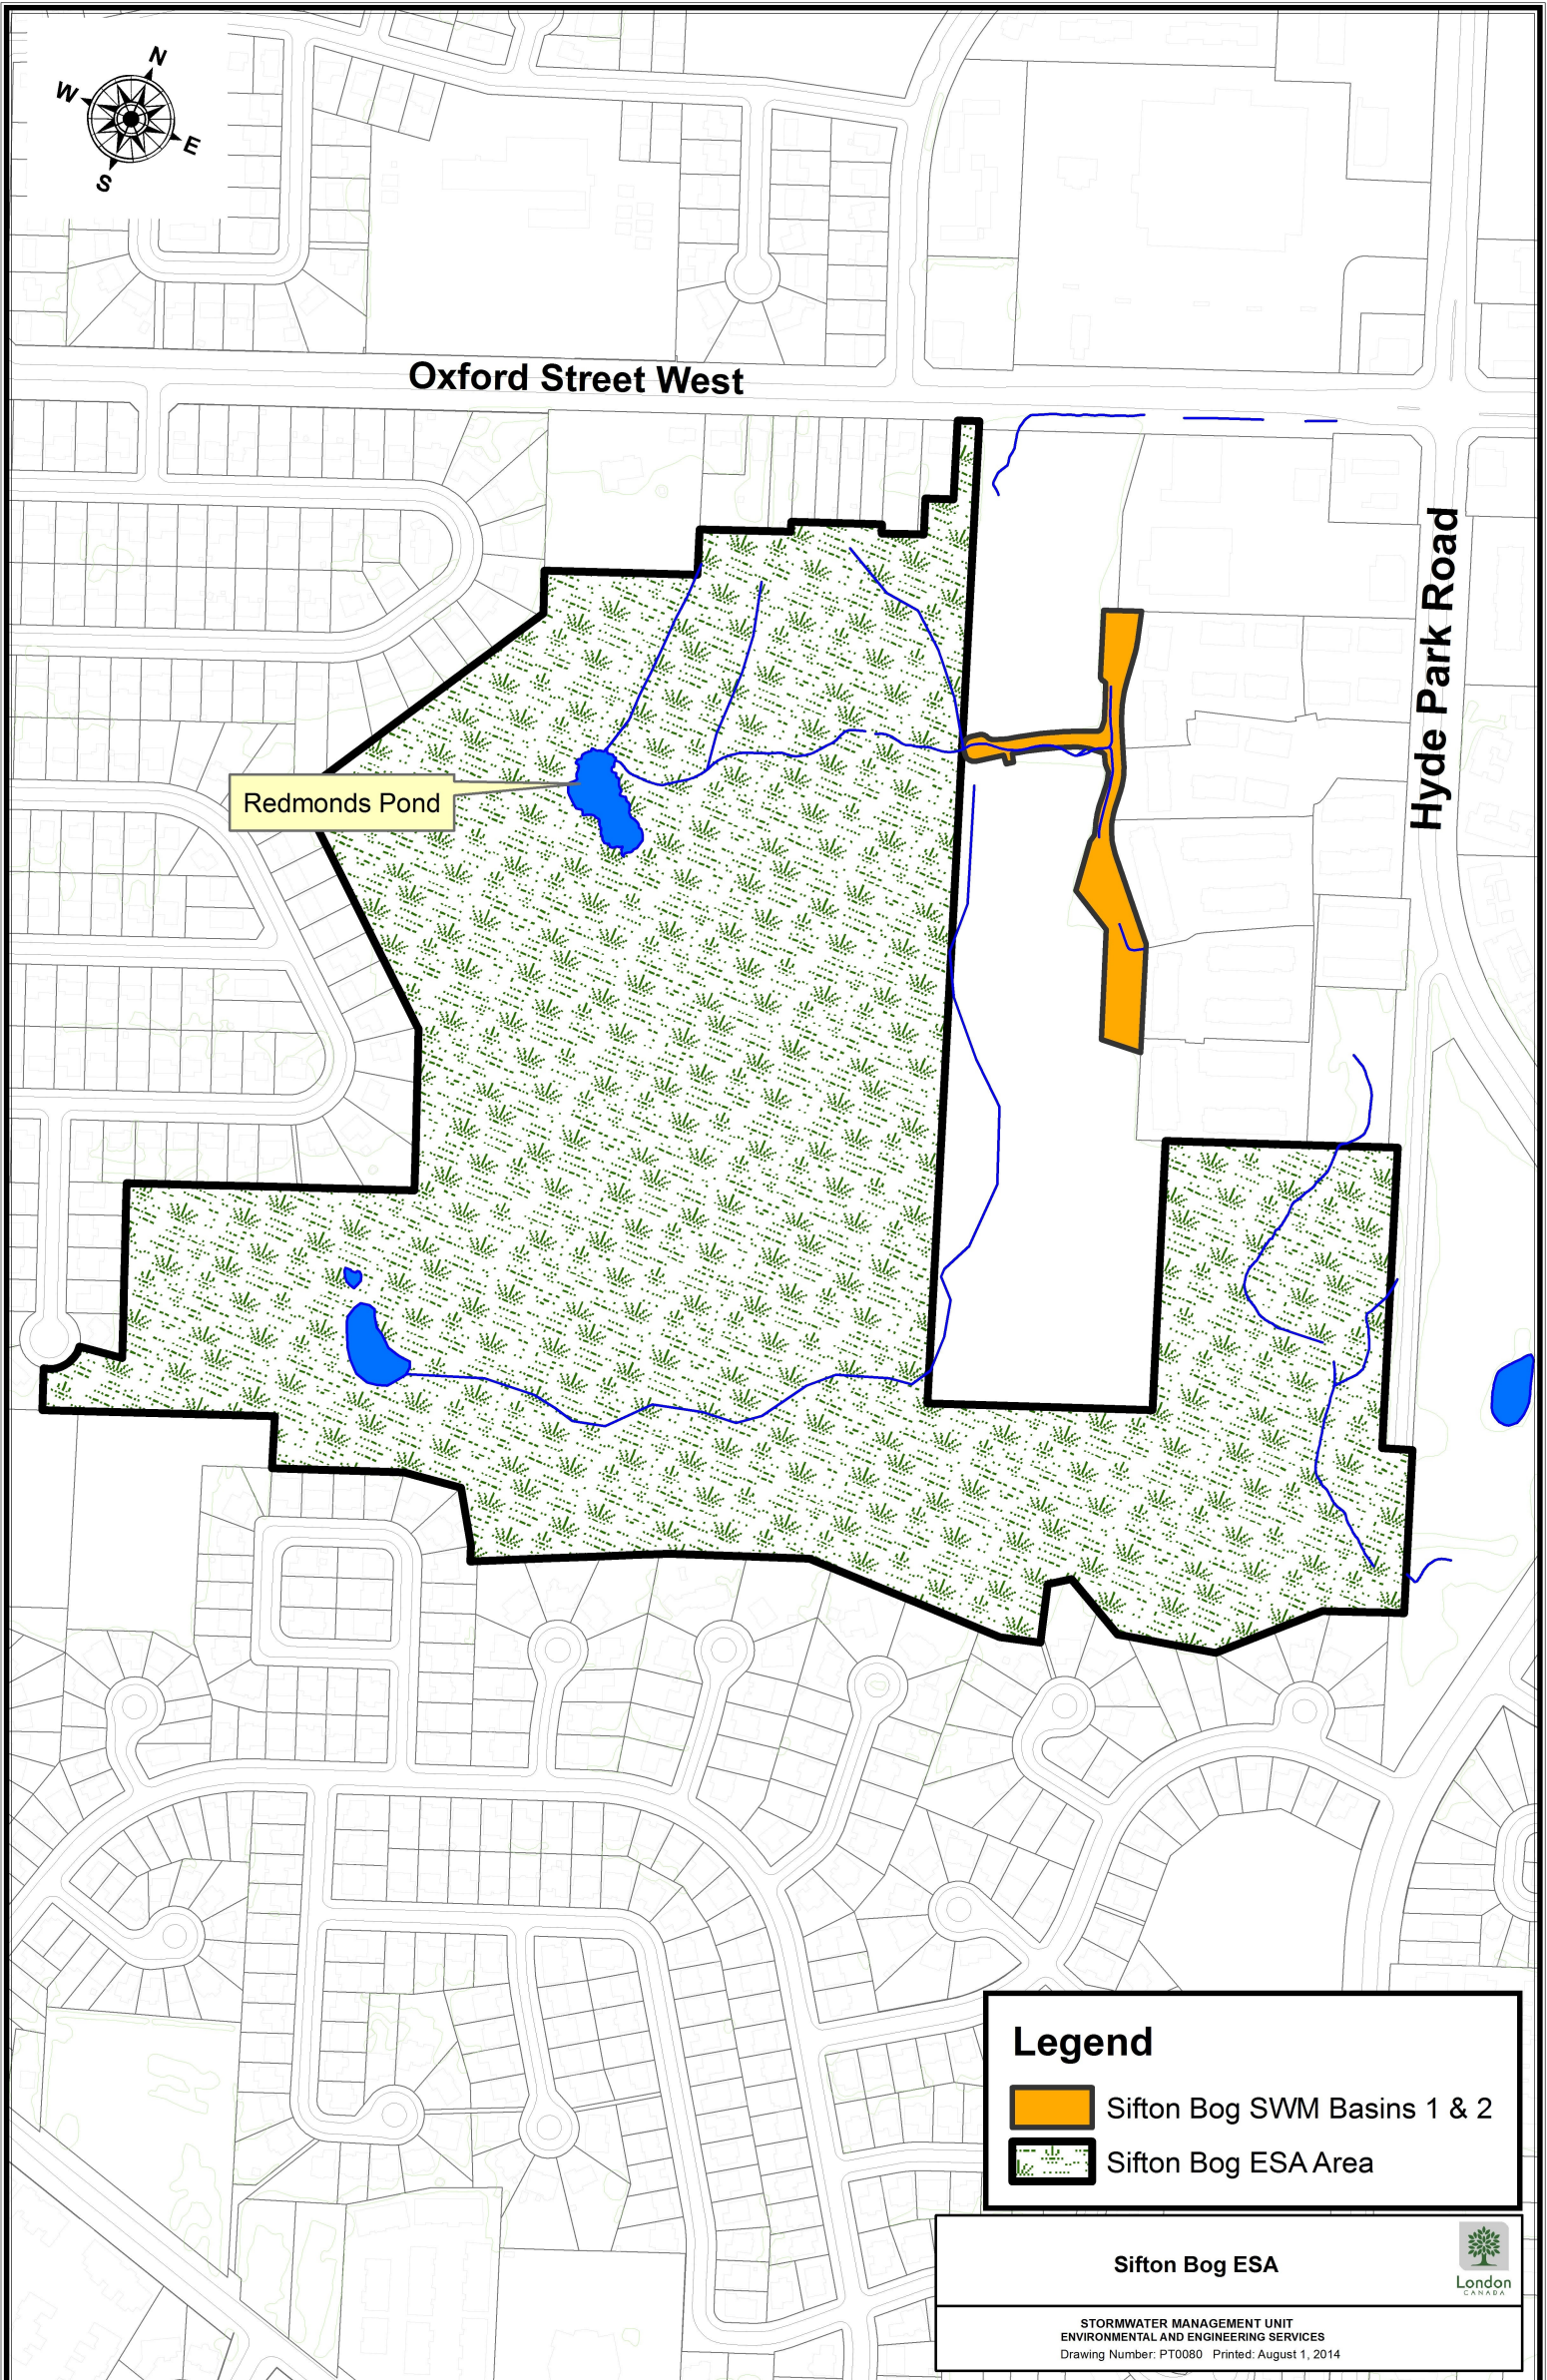 N
W
E
S
Oxford Street West
Hyde Park Road
Redmonds Pond
Legend
Sifton Bog SWM Basins 1 & 2
Sifton Bog ESA Area
Sifton Bog ESA
London
CANADA
STORMWATER MANAGEMENT UNIT
ENVIRONMENTAL AND ENGINEERING SERVICES
Drawing Number: PT0080 Printed: August 1, 2014